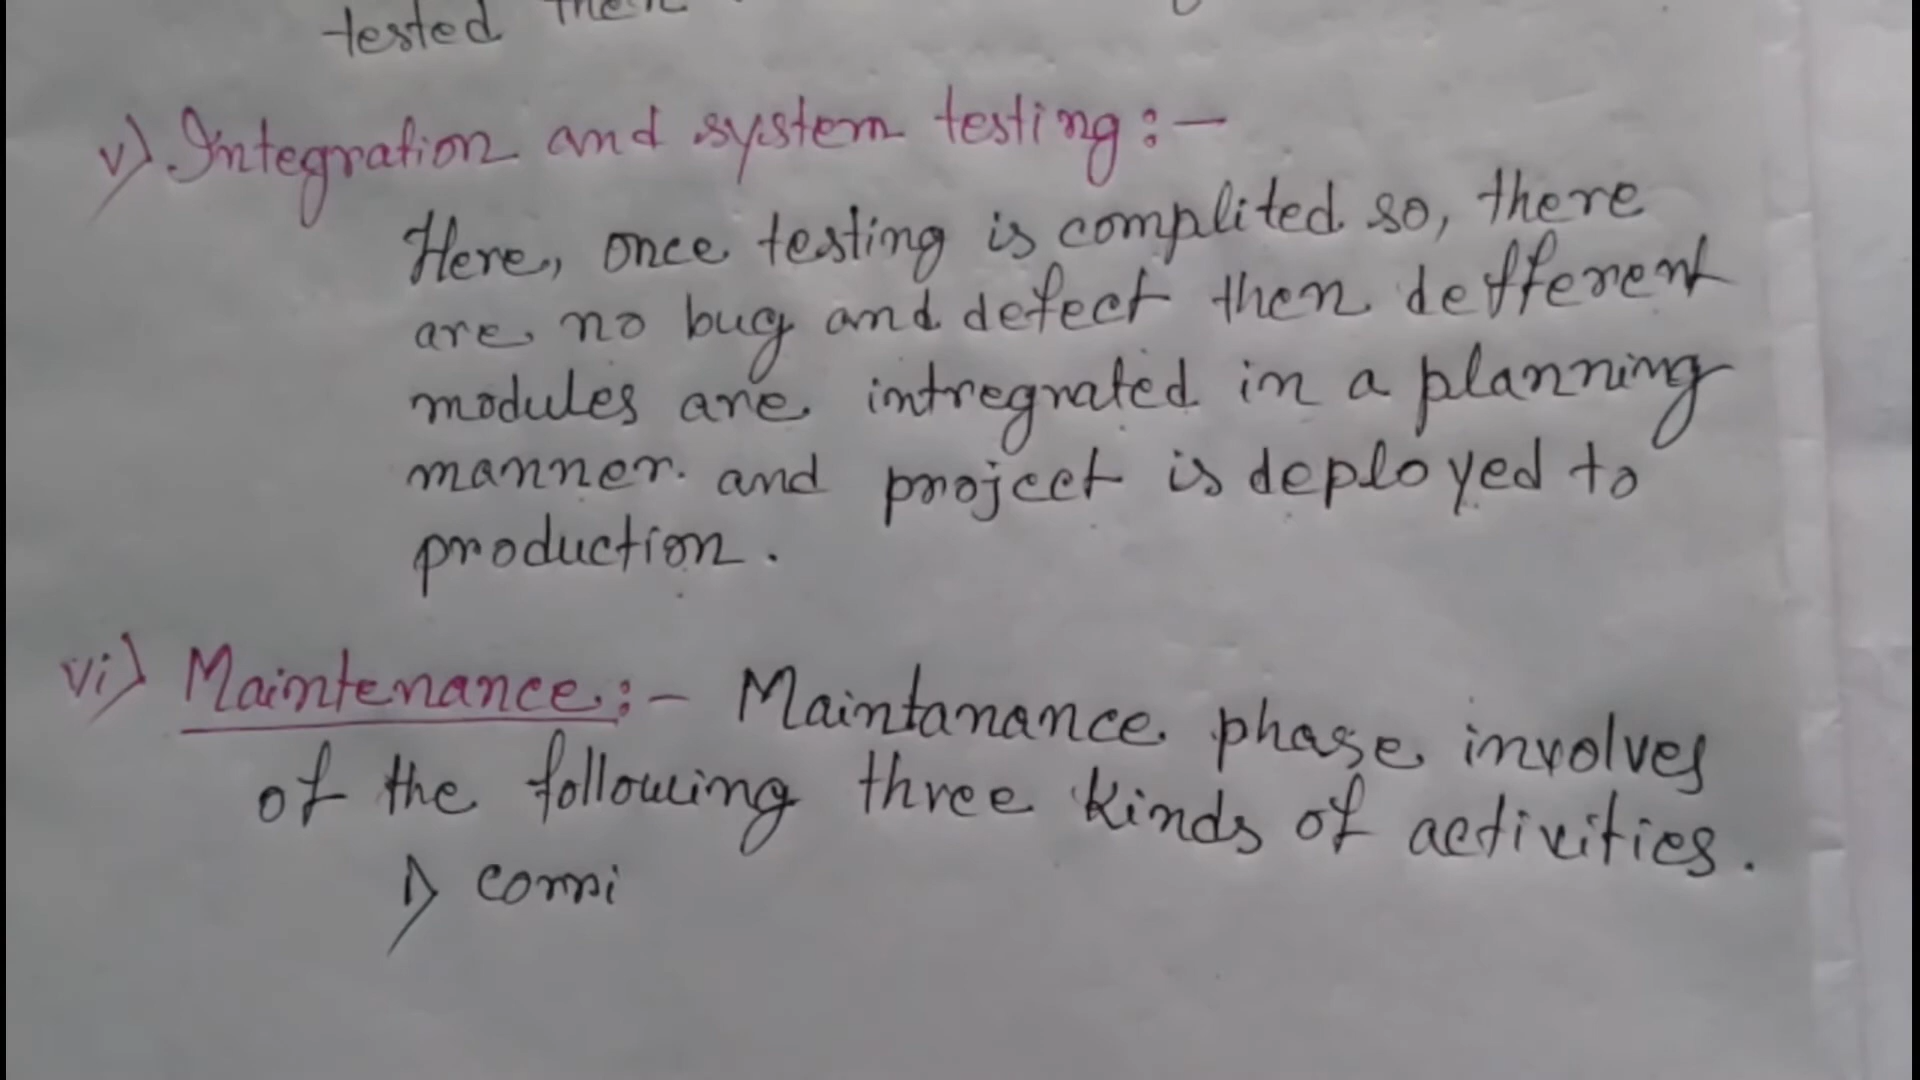 tested then
v) Integration and system testing :-
Here, once testing is complited so, there
are no bug and defect then defferent
modules are intregrated in a planning
manner. and project is deployed to
production.
vi) Maintenance :- Maintanance phase involves
of the following three kinds of activities.
1) corri